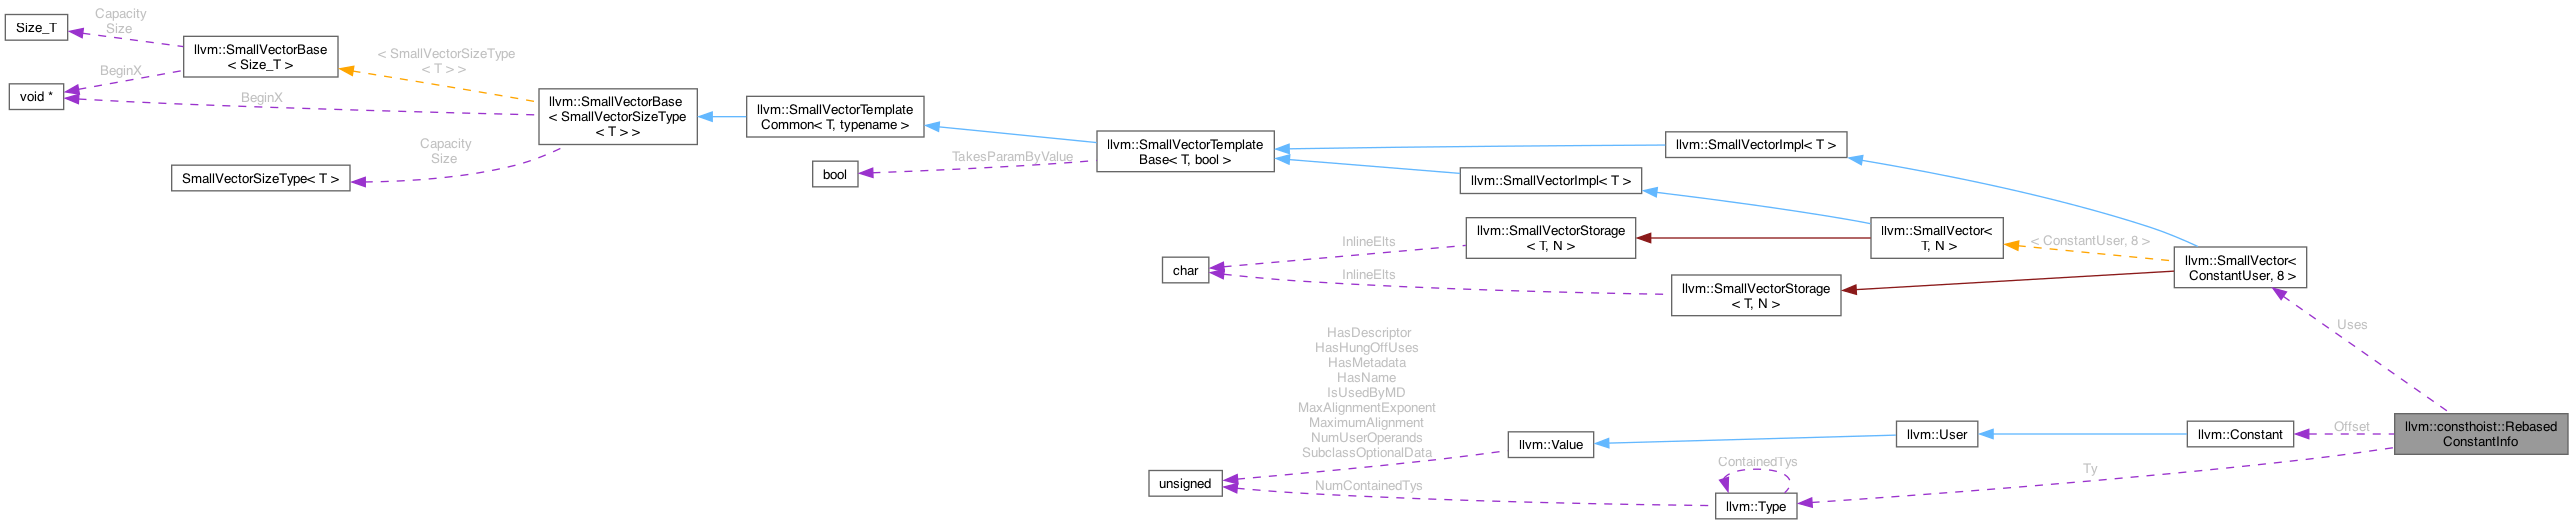 Size_T
Capacity
Size
llvm::SmallVectorBase
< Size_T >
void *
BeginX
BeginX
< SmallVectorSizeType
< T > >
llvm::SmallVectorBase
< SmallVectorSizeType
< T > >
Capacity
Size
SmallVectorSizeType< T >
llvm::SmallVectorTemplate
Common< T, typename >
bool
TakesParamByValue
llvm::SmallVectorTemplate
Base< T, bool >
llvm::SmallVectorImpl< T >
llvm::SmallVectorImpl< T >
llvm::SmallVectorStorage
< T, N >
llvm::SmallVector<
T, N >
< ConstantUser, 8 >
llvm::SmallVector<
ConstantUser, 8 >
char
InlineElts
InlineElts
llvm::SmallVectorStorage
< T, N >
Uses
HasDescriptor
HasHungOffUses
HasMetadata
HasName
IsUsedByMD
MaxAlignmentExponent
MaximumAlignment
NumUserOperands
SubclassOptionalData
llvm::Value
llvm::User
llvm::Constant
Offset
llvm::consthoist::Rebased
ConstantInfo
unsigned
NumContainedTys
ContainedTys
llvm::Type
Ty